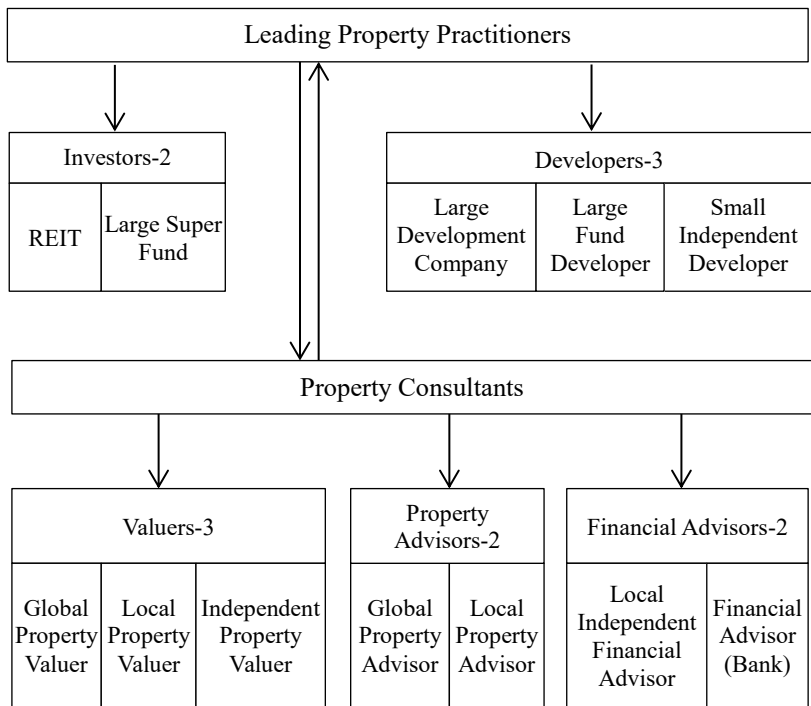 Leading Property Practitioners
Investors-2
REIT
Large Super
Fund
Developers-3
Large
Development
Company
Large
Fund
Developer
Small
Independent
Developer
Property Consultants
Valuers-3
Global
Property
Valuer
Local
Property
Valuer
Independent
Property
Valuer
Property
Advisors-2
Global
Property
Advisor
Local
Property
Advisor
Financial Advisors-2
Local
Independent
Financial
Advisor
Financial
Advisor
(Bank)